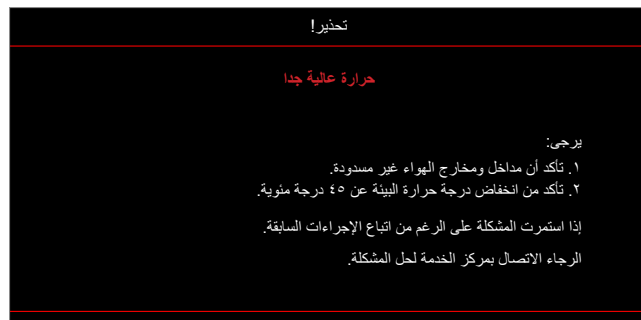 تحذير!
حرارة عالية جدا
يرجى:
١. تأكد أن مداخل ومخارج الهواء غير مسدودة.
٢. تأكد من انخفاض درجة حرارة البيئة عن ٤٥ درجة مئوية.
إذا استمرت المشكلة على الرغم من اتباع الإجراءات السابقة.
الرجاء الاتصال بمركز الخدمة لحل المشكلة.